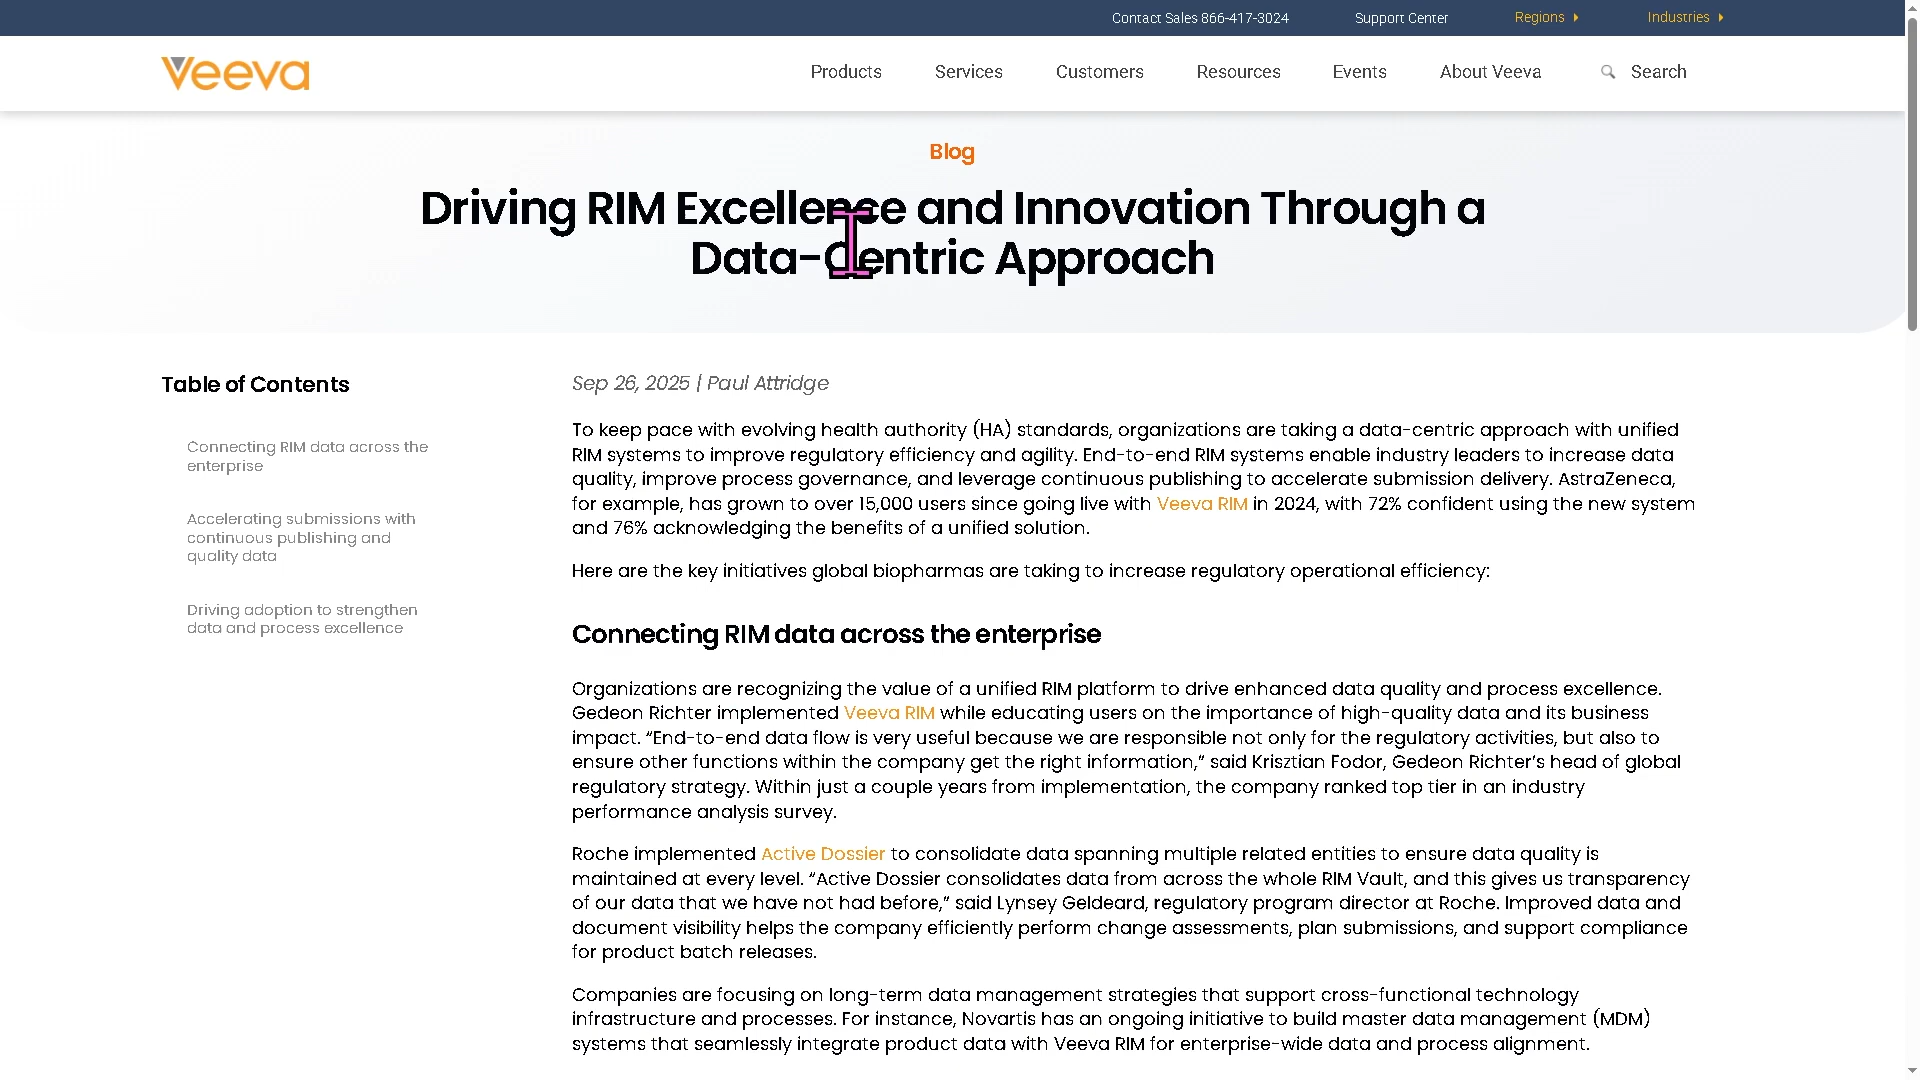 Contact Sales 866-417-3024 Support Center Regions Industries
Veeva Products Services Customers Resources Events About Veeva Search
Blog
Driving RIM Excellence and Innovation Through a
Data-Centric Approach
Table of Contents
Connecting RIM data across the
enterprise
Accelerating submissions with
continuous publishing and
quality data
Driving adoption to strengthen
data and process excellence
Sep 26, 2025 | Paul Attridge
To keep pace with evolving health authority (HA) standards, organizations are taking a data-centric approach with unified
RIM systems to improve regulatory efficiency and agility. End-to-end RIM systems enable industry leaders to increase data
quality, improve process governance, and leverage continuous publishing to accelerate submission delivery. AstraZeneca,
for example, has grown to over 15,000 users since going live with Veeva RIM in 2024, with 72% confident using the new system
and 76% acknowledging the benefits of a unified solution.
Here are the key initiatives global biopharmas are taking to increase regulatory operational efficiency:
Connecting RIM data across the enterprise
Organizations are recognizing the value of a unified RIM platform to drive enhanced data quality and process excellence.
Gedeon Richter implemented Veeva RIM while educating users on the importance of high-quality data and its business
impact. “End-to-end data flow is very useful because we are responsible not only for the regulatory activities, but also to
ensure other functions within the company get the right information,” said Krisztian Fodor, Gedeon Richter’s head of global
regulatory strategy. Within just a couple years from implementation, the company ranked top tier in an industry
performance analysis survey.
Roche implemented Active Dossier to consolidate data spanning multiple related entities to ensure data quality is
maintained at every level. “Active Dossier consolidates data from across the whole RIM Vault, and this gives us transparency
of our data that we have not had before,” said Lynsey Geldeard, regulatory program director at Roche. Improved data and
document visibility helps the company efficiently perform change assessments, plan submissions, and support compliance
for product batch releases.
Companies are focusing on long-term data management strategies that support cross-functional technology
infrastructure and processes. For instance, Novartis has an ongoing initiative to build master data management (MDM)
systems that seamlessly integrate product data with Veeva RIM for enterprise-wide data and process alignment.